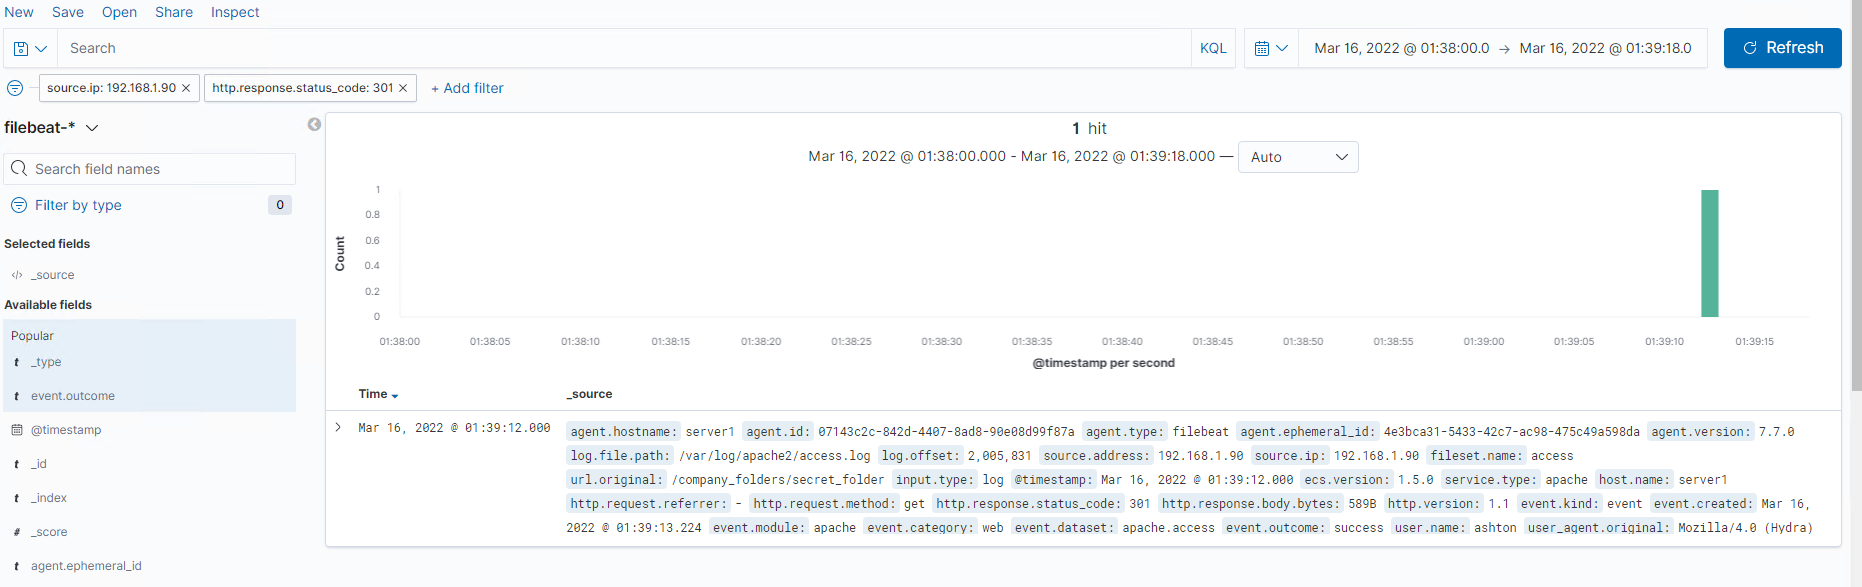 New Save Open Share Inspect
Search KQL Mar 16, 2022 @ 01:38:00.0 → Mar 16, 2022 @ 01:39:18.0 Refresh
source.ip: 192.168.1.90 × http.response.status_code: 301 × + Add filter
filebeat-*
Search field names
Filter by type 0
Selected fields
_source
Available fields
Popular
t _type
t event.outcome
@timestamp
t _id
t _index
# _score
t agent.ephemeral_id
1 hit
Mar 16, 2022 @ 01:38:00.000 - Mar 16, 2022 @ 01:39:18.000 — Auto
1
0.8
0.6
0.4
0.2
0
Count
01:38:00 01:38:05 01:38:10 01:38:15 01:38:20 01:38:25 01:38:30 01:38:35 01:38:40 01:38:45 01:38:50 01:38:55 01:39:00 01:39:05 01:39:10 01:39:15
@timestamp per second
Time _source
Mar 16, 2022 @ 01:39:12.000 agent.hostname: server1 agent.id: 07143c2c-842d-4407-8ad8-90e08d99f87a agent.type: filebeat agent.ephemeral_id: 4e3bca31-5433-42c7-ac98-475c49a598da agent.version: 7.7.0
log.file.path: /var/log/apache2/access.log log.offset: 2,005,831 source.address: 192.168.1.90 source.ip: 192.168.1.90 fileset.name: access
url.original: /company_folders/secret_folder input.type: log @timestamp: Mar 16, 2022 @ 01:39:12.000 ecs.version: 1.5.0 service.type: apache host.name: server1
http.request.referrer: - http.request.method: get http.response.status_code: 301 http.response.body.bytes: 589B http.version: 1.1 event.kind: event event.created: Mar 16,
2022 @ 01:39:13.224 event.module: apache event.category: web event.dataset: apache.access event.outcome: success user.name: ashton user_agent.original: Mozilla/4.0 (Hydra)